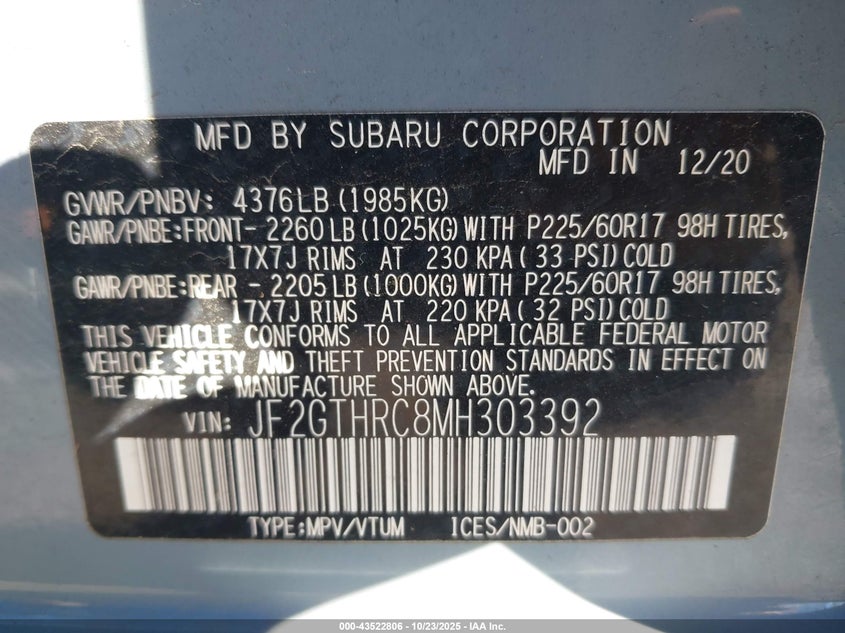 MFD BY SUBARU CORPORATION
MFD IN 12/20
GVWR/PNBV: 4376LB (1985KG)
GAWR/PNBE:FRONT- 2260 LB (1025KG) WITH P225/60R17 98H TIRES,
17X7J RIMS AT 230 KPA ( 33 PSI) COLD
GAWR/PNBE:REAR - 2205 LB (1000KG) WITH P225/60R17 98H TIRES,
17X7J RIMS AT 220 KPA ( 32 PSI) COLD
THIS VEHICLE CONFORMS TO ALL APPLICABLE FEDERAL MOTOR
VEHICLE SAFETY AND THEFT PREVENTION STANDARDS IN EFFECT ON
THE DATE OF MANUFACTURE SHOWN ABOVE.
VIN: JF2GTHRC8MH303392
TYPE:MPV/VTUM ICES/NMB-002
000-43522806 - 10/23/2025 - IAA Inc.